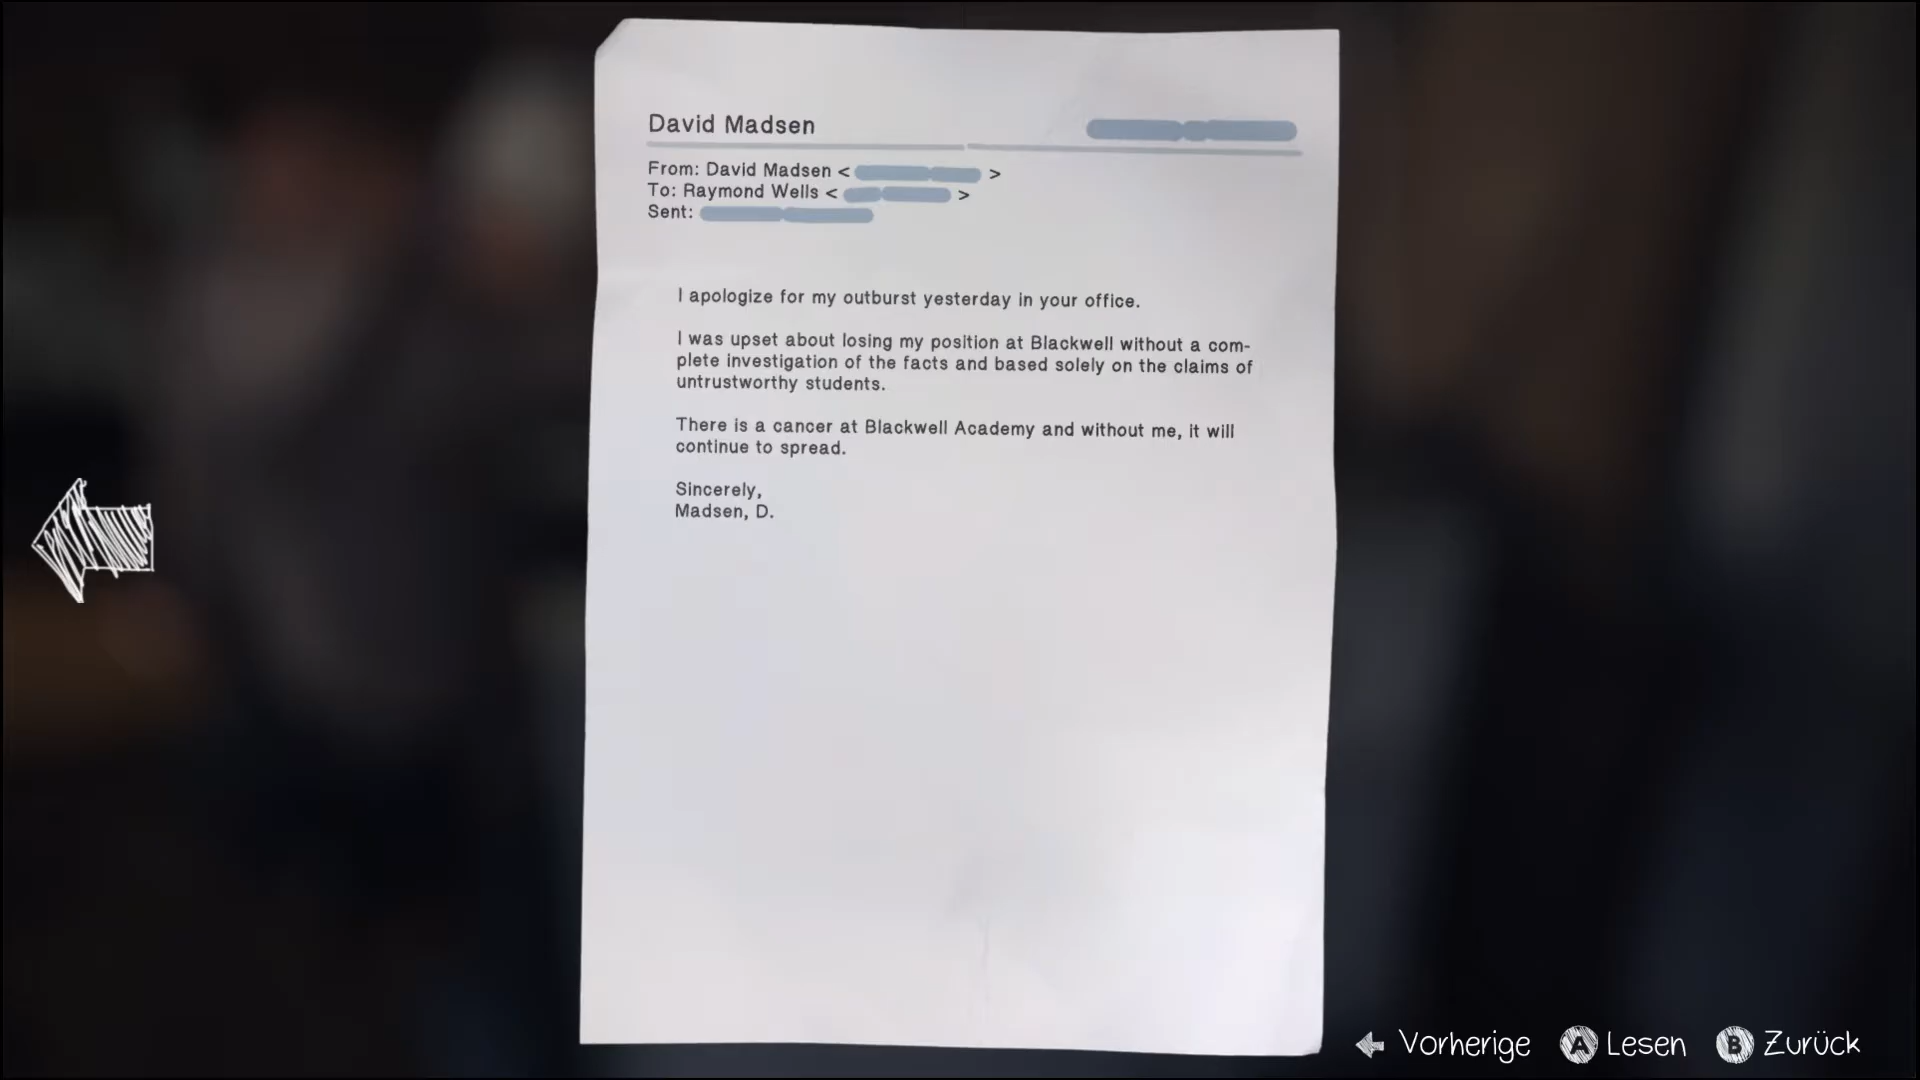 David Madsen
From: David Madsen < >
To: Raymond Wells < >
Sent:
I apologize for my outburst yesterday in your office.
I was upset about losing my position at Blackwell without a com-
plete investigation of the facts and based solely on the claims of
untrustworthy students.
There is a cancer at Blackwell Academy and without me, it will
continue to spread.
Sincerely,
Madsen, D.
Vorherige A Lesen B Zurück